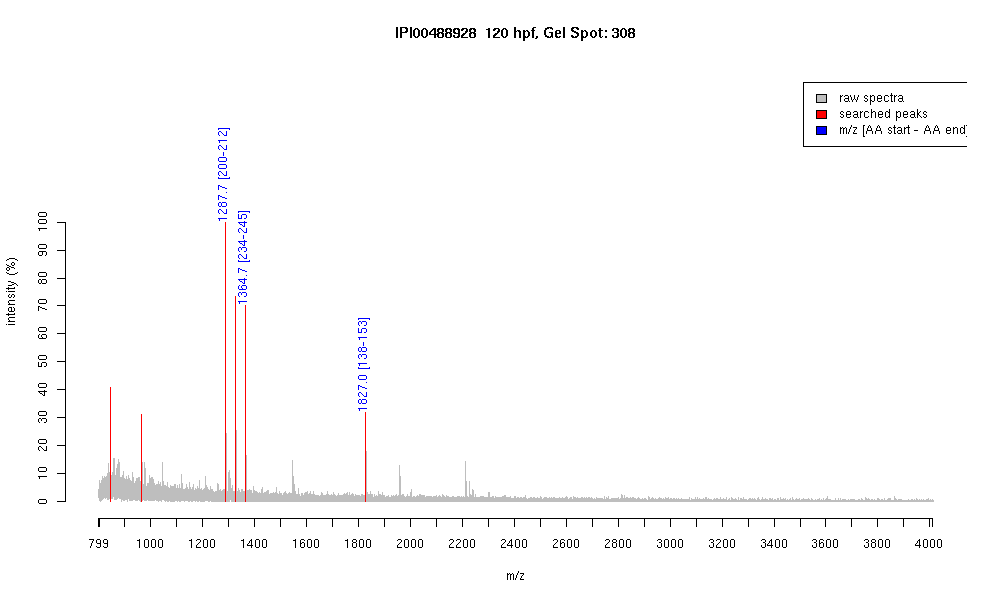 IPI00488928 120 hpf, Gel Spot: 308
raw spectra
searched peaks
m/z [AA start - AA end]
1287.7 [200-212]
1364.7 [234-245]
1827.0 [138-153]
intensity (%)
100
90
80
70
60
50
40
30
20
10
0
799 1000 1200 1400 1600 1800 2000 2200 2400 2600 2800 3000 3200 3400 3600 3800 4000
m/z